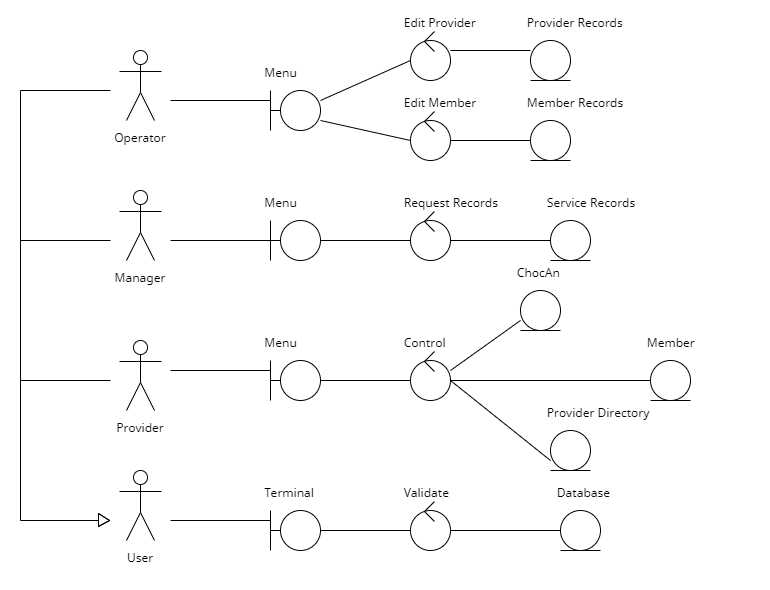 Edit Provider
Provider Records
Menu
Edit Member
Member Records
Operator
Menu
Request Records
Service Records
Manager
ChocAn
Menu
Control
Member
Provider Directory
Provider
Terminal
Validate
Database
User